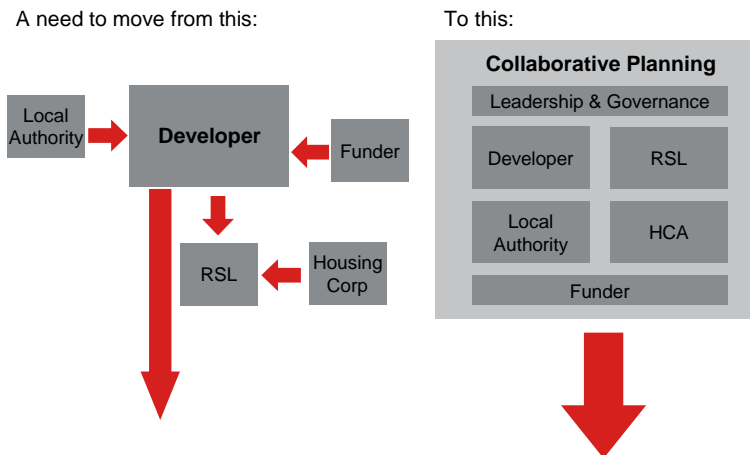 A need to move from this:
Local
Authority
Developer
Funder
RSL
Housing
Corp
To this:
Collaborative Planning
Leadership & Governance
Developer
RSL
Local
Authority
HCA
Funder